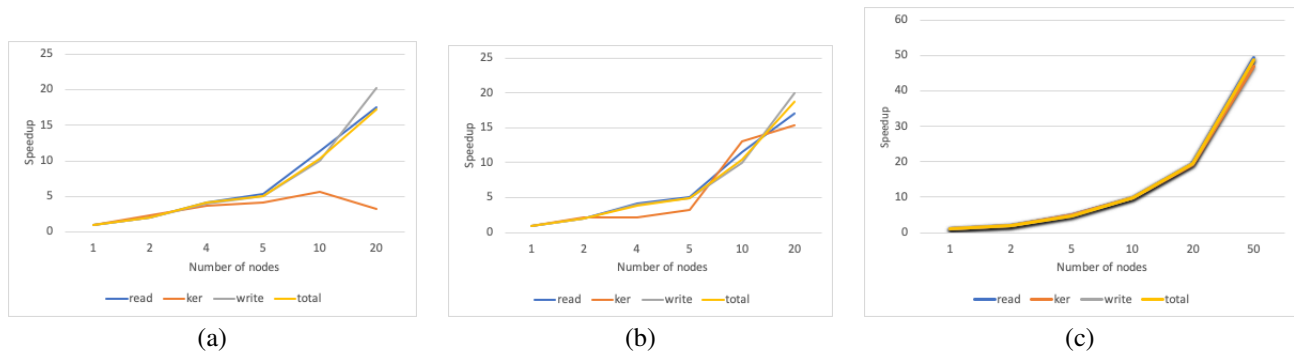 25
20
15
10
5
0
Speedup
1 2 4 5 10 20
Number of nodes
read ker write total
(a)
25
20
15
10
5
0
Speedup
1 2 4 5 10 20
Number of nodes
read ker write total
(b)
60
50
40
30
20
10
0
Speedup
1 2 5 10 20 50
Number of nodes
read ker write total
(c)